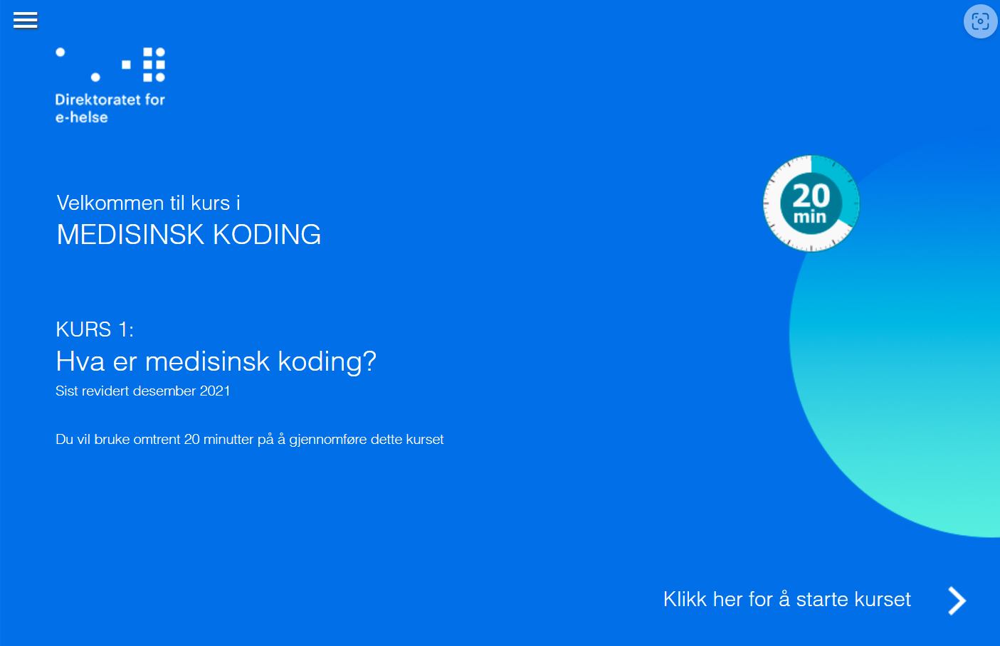 Direktoratet for
e-helse
Velkommen til kurs i
MEDISINSK KODING
20
min
KURS 1:
Hva er medisinsk koding?
Sist revidert desember 2021
Du vil bruke omtrent 20 minutter på å gjennomføre dette kurset
Klikk her for å starte kurset